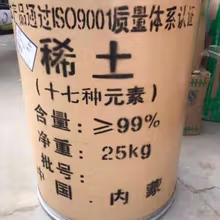 产品通过ISO9001质量体系认证
稀土
(十七种元素)
含量：≥99%
净重：25kg
批号：
中国．内蒙